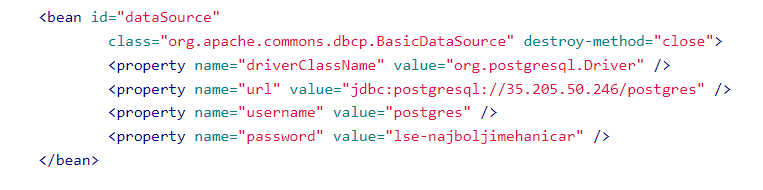 <bean id="dataSource"
class="org.apache.commons.dbcp.BasicDataSource" destroy-method="close">
<property name="driverClassName" value="org.postgresql.Driver" />
<property name="url" value="jdbc:postgresql://35.205.50.246/postgres" />
<property name="username" value="postgres" />
<property name="password" value="lse-najboljimehanicar" />
</bean>